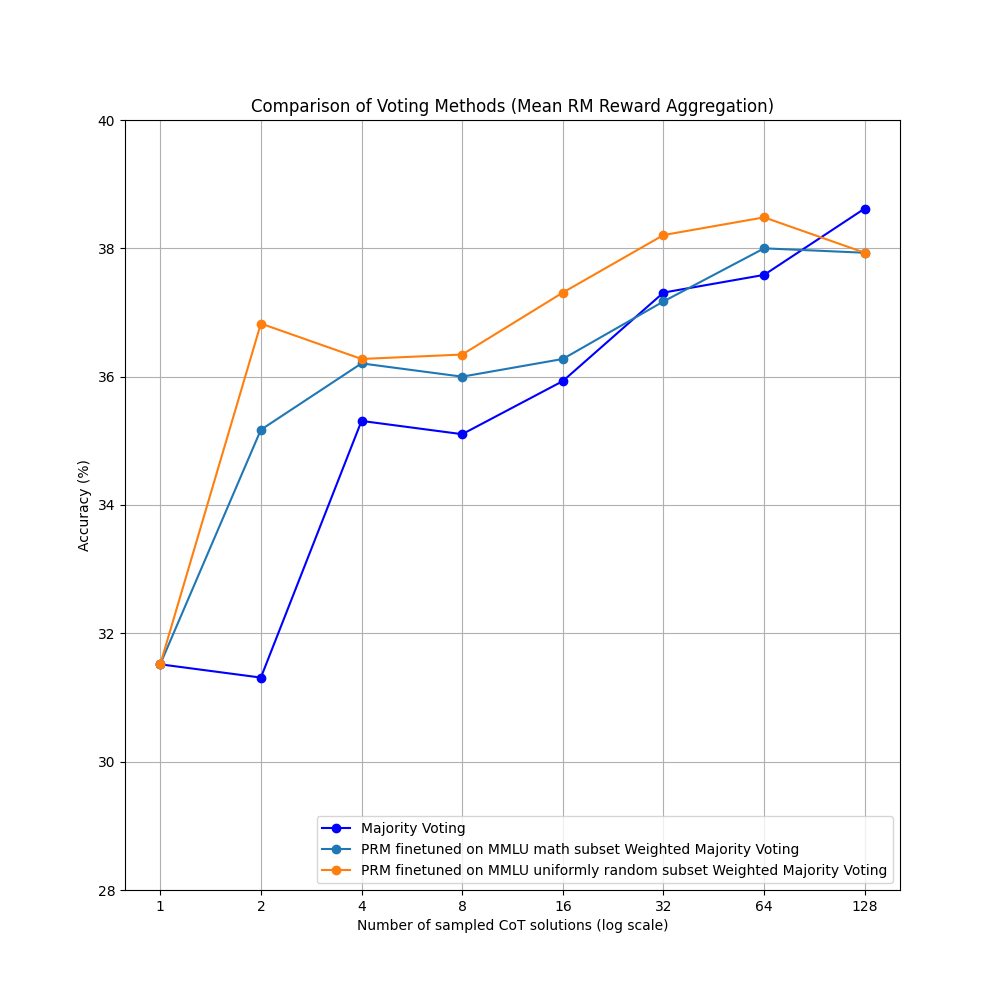 Comparison of Voting Methods (Mean RM Reward Aggregation)
Accuracy (%)
40
38
36
34
32
30
28
Majority Voting
PRM finetuned on MMLU math subset Weighted Majority Voting
PRM finetuned on MMLU uniformly random subset Weighted Majority Voting
1 2 4 8 16 32 64 128
Number of sampled CoT solutions (log scale)